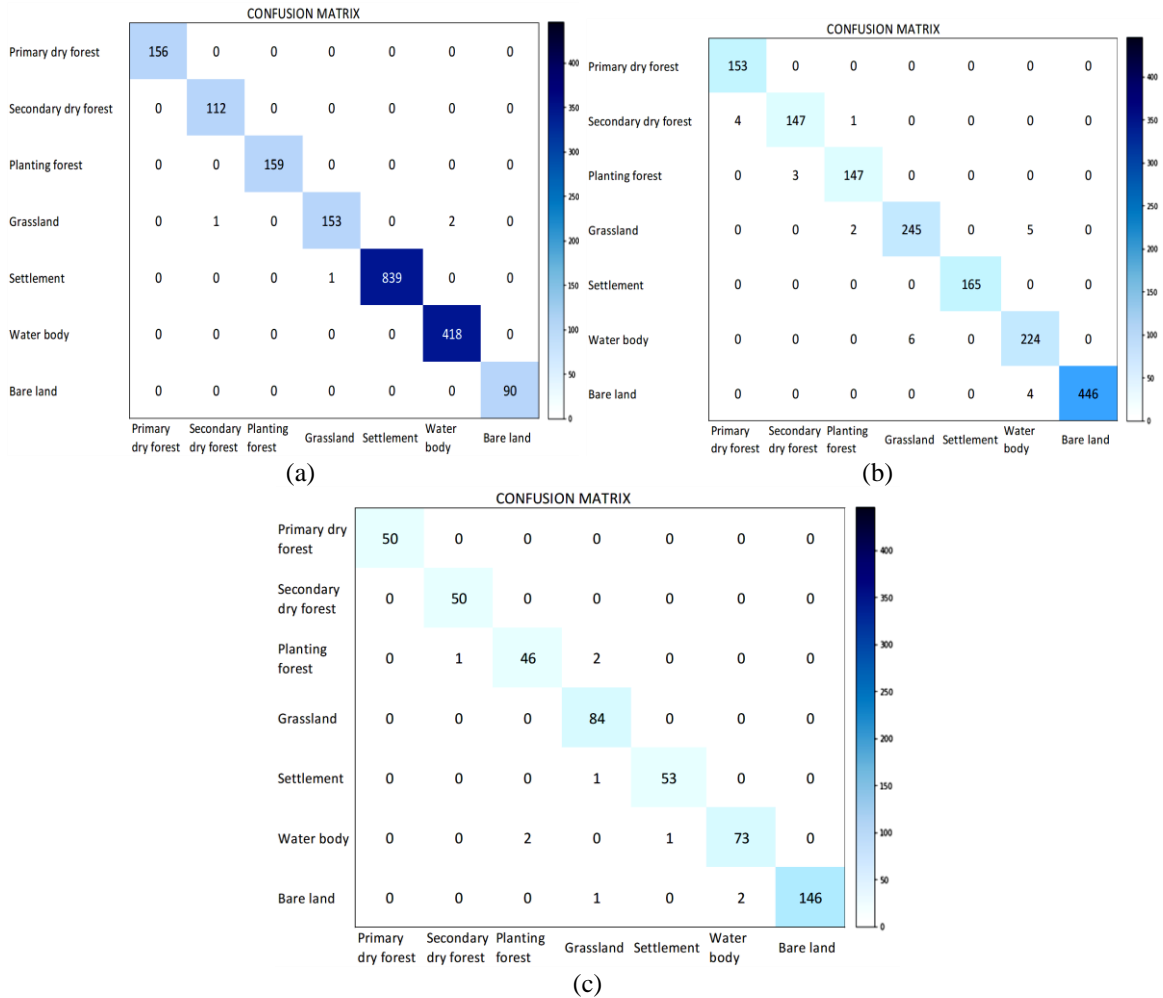 CONFUSION MATRIX
Primary dry forest 156 0 0 0 0 0 0
Secondary dry forest 0 112 0 0 0 0 0
Planting forest 0 0 159 0 0 0 0
Grassland 0 1 0 153 0 2 0
Settlement 0 0 0 1 839 0 0
Water body 0 0 0 0 0 418 0
Bare land 0 0 0 0 0 0 90
Primary Secondary Planting Grassland Settlement Water Bare land
dry forest dry forest forest body
400
350
300
250
200
150
100
50
0
(a)
CONFUSION MATRIX
Primary dry forest 153 0 0 0 0 0 0
Secondary dry forest 4 147 1 0 0 0 0
Planting forest 0 3 147 0 0 0 0
Grassland 0 0 2 245 0 5 0
Settlement 0 0 0 0 165 0 0
Water body 0 0 0 6 0 224 0
Bare land 0 0 0 0 0 4 446
Primary Secondary Planting Grassland Settlement Water Bare land
dry forest dry forest forest body
400
350
300
250
200
150
100
50
0
(b)
CONFUSION MATRIX
Primary dry
forest 50 0 0 0 0 0 0
Secondary
dry forest 0 50 0 0 0 0 0
Planting
forest 0 1 46 2 0 0 0
Grassland 0 0 0 84 0 0 0
Settlement 0 0 0 1 53 0 0
Water body 0 0 2 0 1 73 0
Bare land 0 0 0 1 0 2 146
Primary Secondary Planting Grassland Settlement Water Bare land
dry forest dry forest forest body
400
350
300
250
200
150
100
50
0
(c)